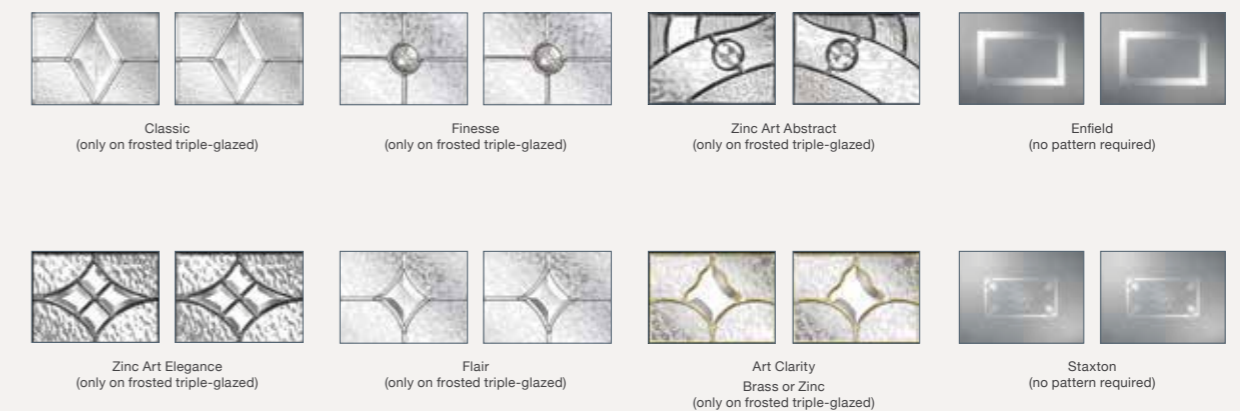 Classic
(only on frosted triple-glazed)
Finesse
(only on frosted triple-glazed)
Zinc Art Abstract
(only on frosted triple-glazed)
Enfield
(no pattern required)
Zinc Art Elegance
(only on frosted triple-glazed)
Flair
(only on frosted triple-glazed)
Art Clarity
Brass or Zinc
(only on frosted triple-glazed)
Staxton
(no pattern required)